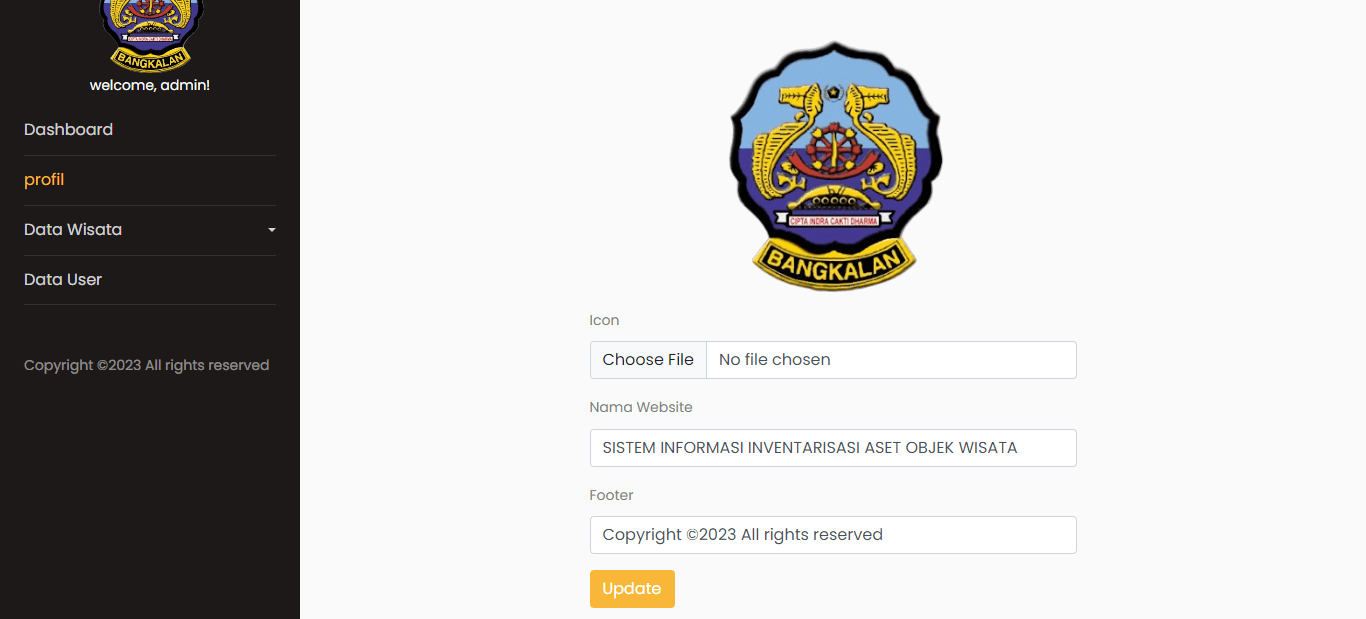 BANGKALAN
welcome, admin!
Dashboard
profil
Data Wisata
Data User
Copyright ©2023 All rights reserved
CIPTA INDRA CAKTI DHARMA
BANGKALAN
Icon
Choose File No file chosen
Nama Website
SISTEM INFORMASI INVENTARISASI ASET OBJEK WISATA
Footer
Copyright ©2023 All rights reserved
Update